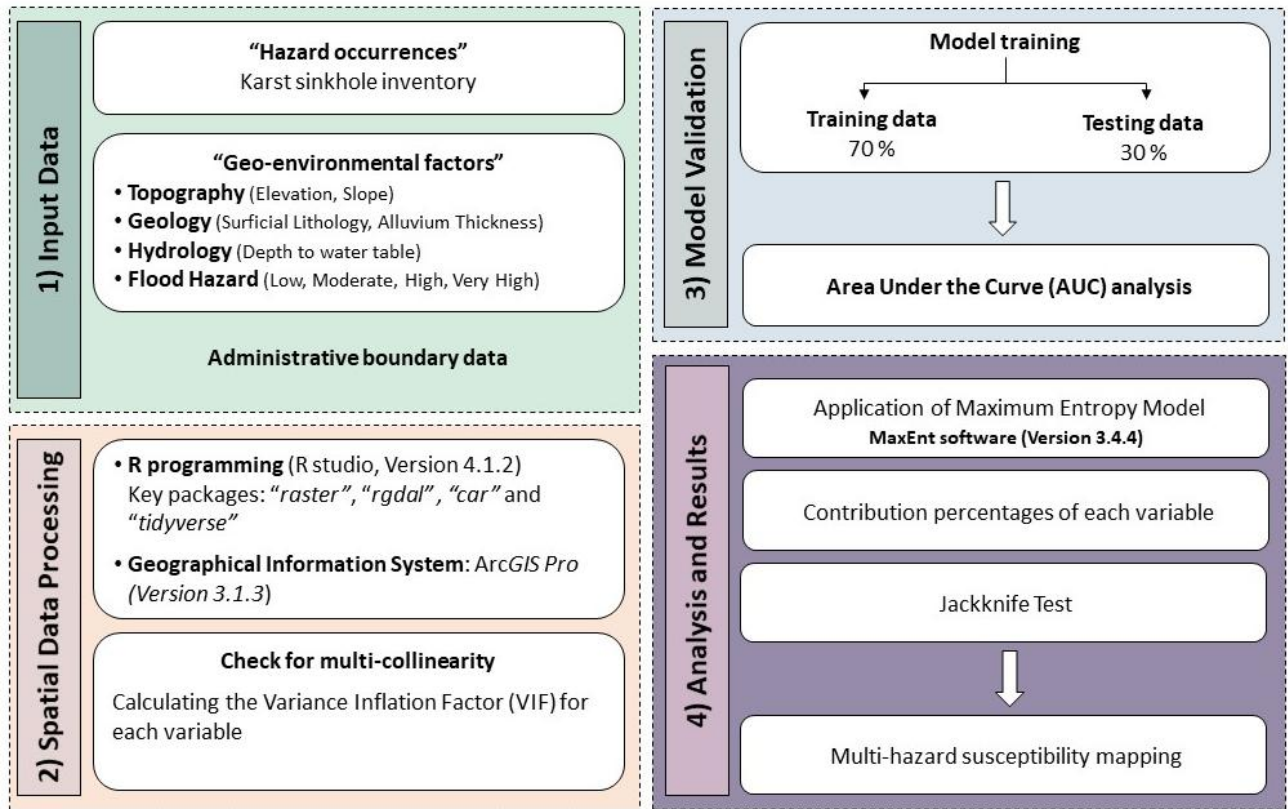 1) Input Data
“Hazard occurrences”
Karst sinkhole inventory
“Geo-environmental factors”
• Topography (Elevation, Slope)
• Geology (Surficial Lithology, Alluvium Thickness)
• Hydrology (Depth to water table)
• Flood Hazard (Low, Moderate, High, Very High)
Administrative boundary data
2) Spatial Data Processing
• R programming (R studio, Version 4.1.2)
Key packages: “raster”, “rgdal” , “car” and
“tidyverse”
• Geographical Information System: ArcGIS Pro
(Version 3.1.3)
Check for multi-collinearity
Calculating the Variance Inflation Factor (VIF) for
each variable
3) Model Validation
Model training
Training data
70 %
Testing data
30 %
Area Under the Curve (AUC) analysis
4) Analysis and Results
Application of Maximum Entropy Model
MaxEnt software (Version 3.4.4)
Contribution percentages of each variable
Jackknife Test
Multi-hazard susceptibility mapping